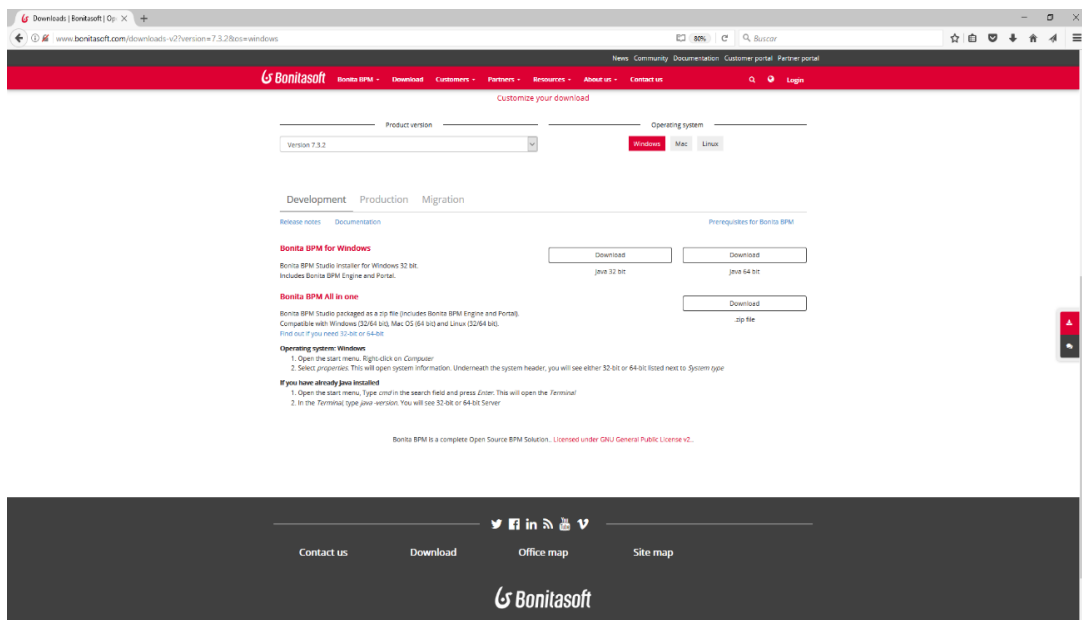 Downloads | Bonitasoft | Op
www.bonitasoft.com/downloads-v2?version=7.3.2&os=windows
80%
Buscar
News Community Documentation Customer portal Partner portal
Bonitasoft Bonita BPM Download Customers Partners Resources About us Contact us Login
Customize your download
Product version Operating system
Version 7.3.2 Windows Mac Linux
Development Production Migration
Release notes Documentation Prerequisites for Bonita BPM
Bonita BPM for Windows
Download Download
Bonita BPM Studio installer for Windows 32 bit.
Java 32 bit Java 64 bit
Includes Bonita BPM Engine and Portal.
Bonita BPM All in one
Download
Bonita BPM Studio packaged as a zip file (includes Bonita BPM Engine and Portal).
.zip file
Compatible with Windows (32/64 bit), Mac OS (64 bit) and Linux (32/64 bit).
Find out if you need 32-bit or 64-bit
Operating system: Windows
1. Open the start menu. Right-click on Computer
2. Select properties. This will open system information. Underneath the system header, you will see either 32-bit or 64-bit listed next to System type
If you have already Java installed
1. Open the start menu, Type cmd in the search field and press Enter. This will open the Terminal
2. In the Terminal, type java -version. You will see 32-bit or 64-bit Server
Bonita BPM is a complete Open Source BPM Solution.. Licensed under GNU General Public License v2..
Contact us Download Office map Site map
Bonitasoft